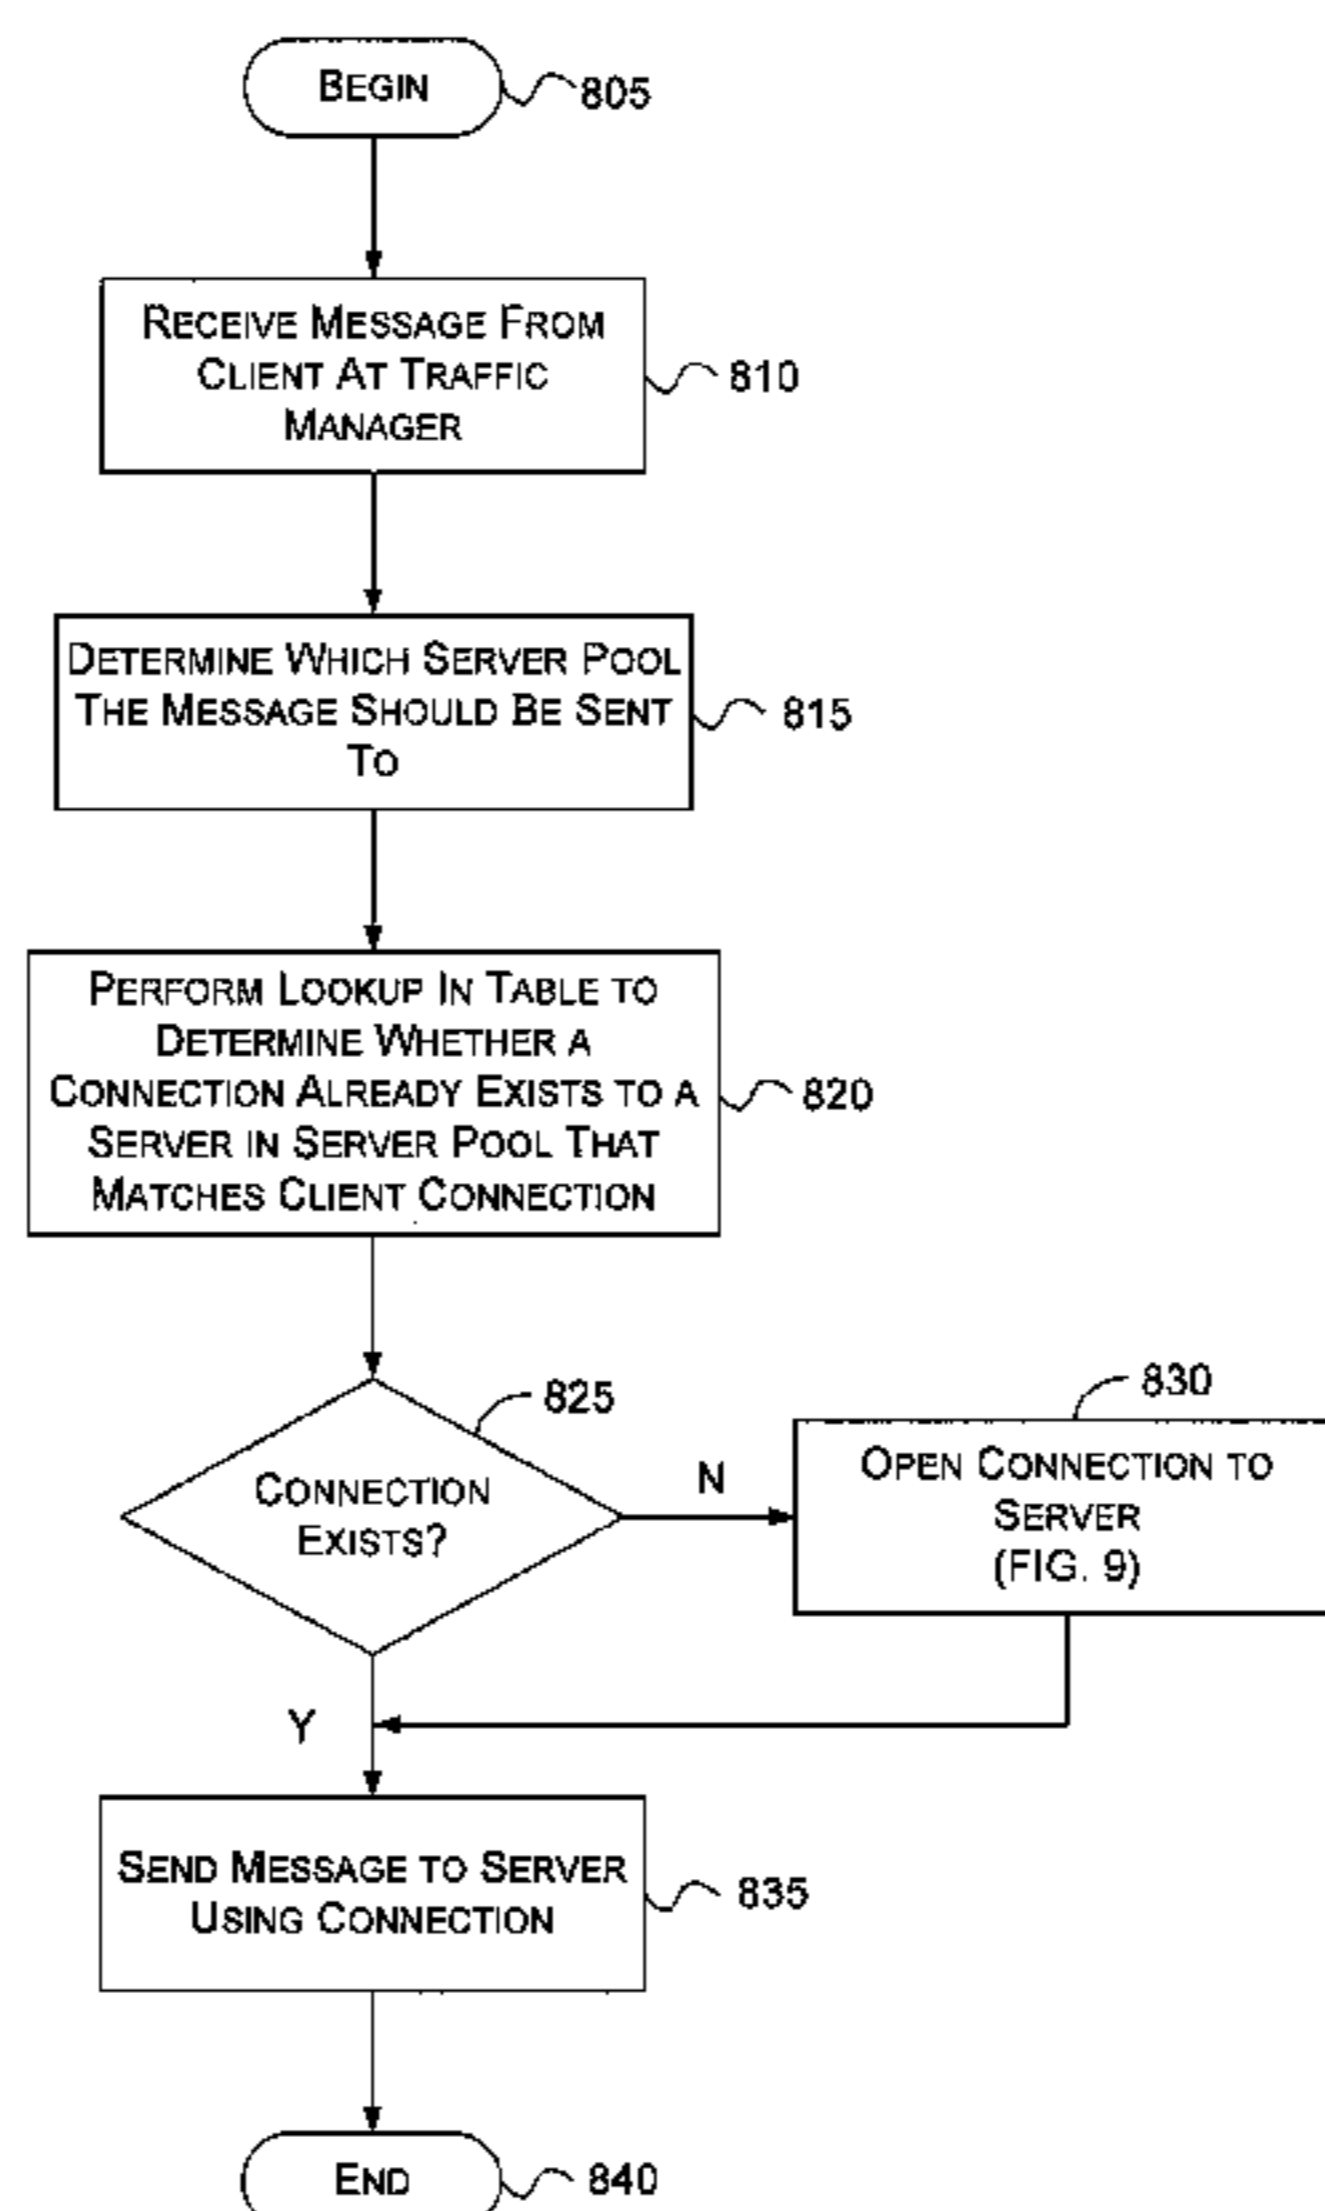 BEGIN
805
RECEIVE MESSAGE FROM
CLIENT AT TRAFFIC
MANAGER
810
DETERMINE WHICH SERVER POOL
THE MESSAGE SHOULD BE SENT
TO
815
PERFORM LOOKUP IN TABLE TO
DETERMINE WHETHER A
CONNECTION ALREADY EXISTS TO A
SERVER IN SERVER POOL THAT
MATCHES CLIENT CONNECTION
820
825
CONNECTION
EXISTS?
N
830
OPEN CONNECTION TO
SERVER
(FIG. 9)
Y
SEND MESSAGE TO SERVER
USING CONNECTION
835
END
840